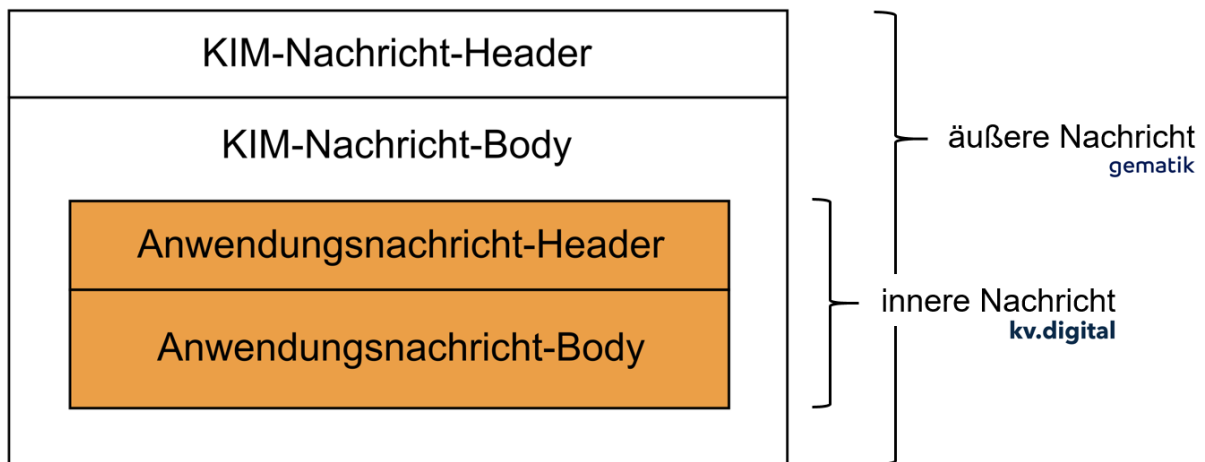 KIM-Nachricht-Header
KIM-Nachricht-Body
äußere Nachricht
gematik
Anwendungsnachricht-Header
Anwendungsnachricht-Body
innere Nachricht
kv.digital